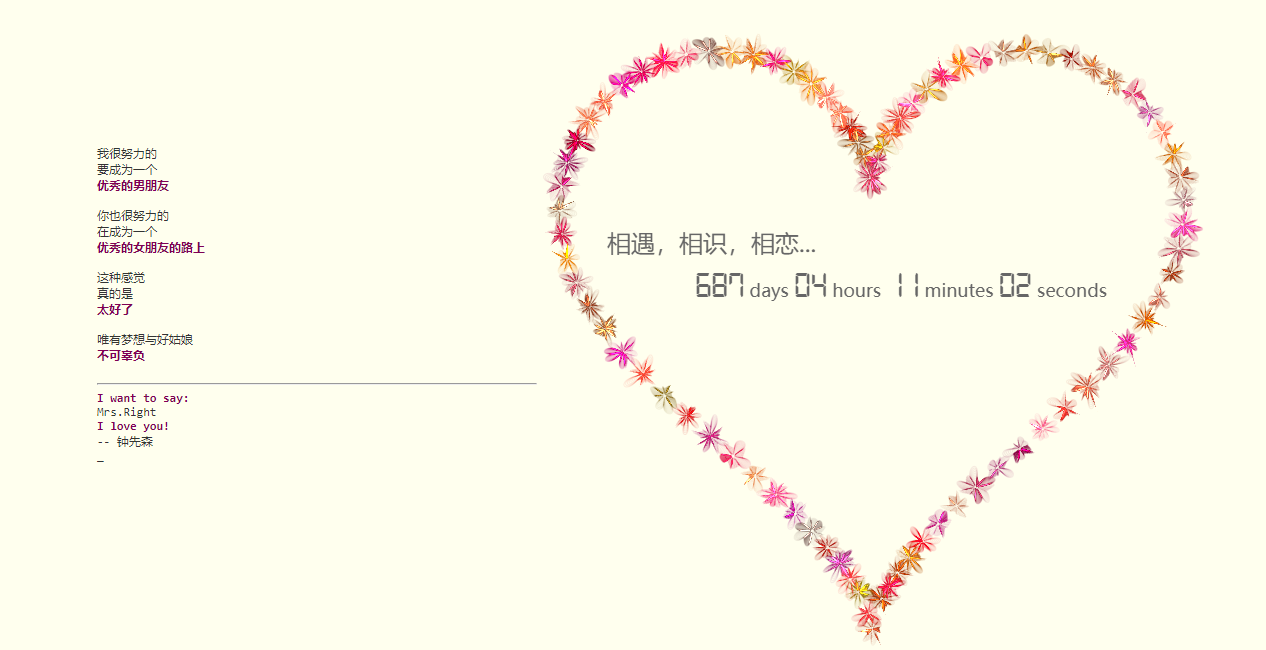 我很努力的
要成为一个
优秀的男朋友
你也很努力的
在成为一个
优秀的女朋友的路上
这种感觉
真的是
太好了
唯有梦想与好姑娘
不可辜负
I want to say:
Mrs.Right
I love you!
-- 钟先森
_
相遇，相识，相恋...
687 days 04 hours 11 minutes 02 seconds